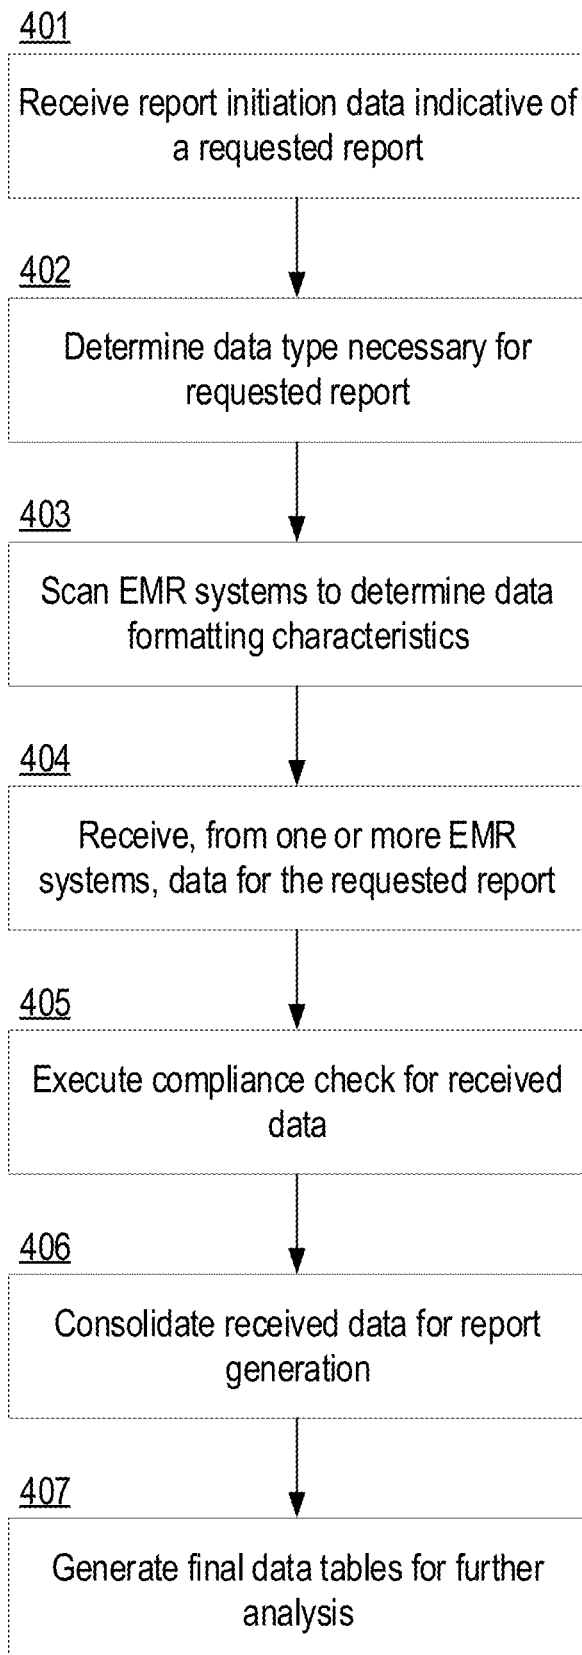 401
Receive report initiation data indicative of
a requested report
402
Determine data type necessary for
requested report
403
Scan EMR systems to determine data
formatting characteristics
404
Receive, from one or more EMR
systems, data for the requested report
405
Execute compliance check for received
data
406
Consolidate received data for report
generation
407
Generate final data tables for further
analysis